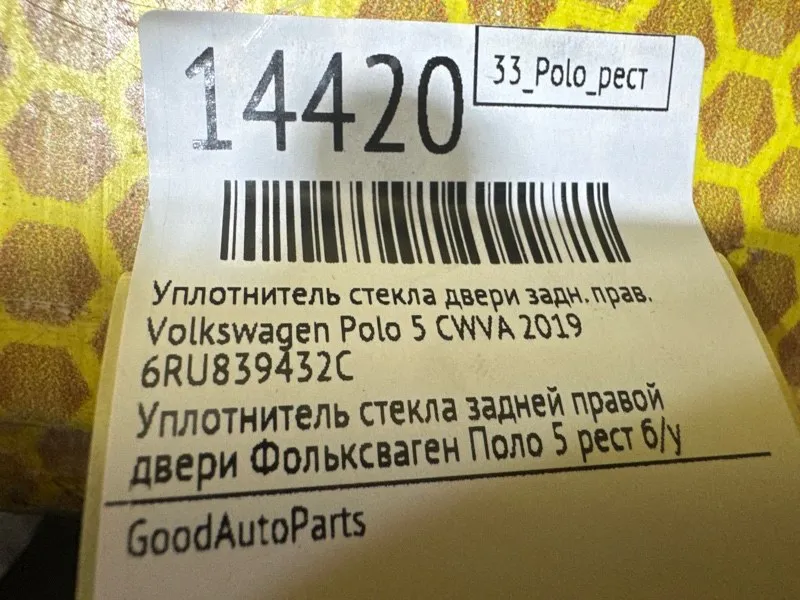 14420
33_Polo_рест
Уплотнитель стекла двери задн. прав.
Volkswagen Polo 5 CWVA 2019
6RU839432C
Уплотнитель стекла задней правой
двери Фольксваген Поло 5 рест б/у
GoodAutoParts